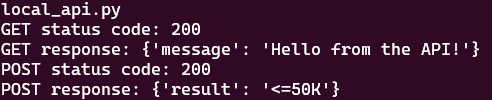 local_api.py
GET status code: 200
GET response: {'message': 'Hello from the API!'}
POST status code: 200
POST response: {'result': '<=50K'}